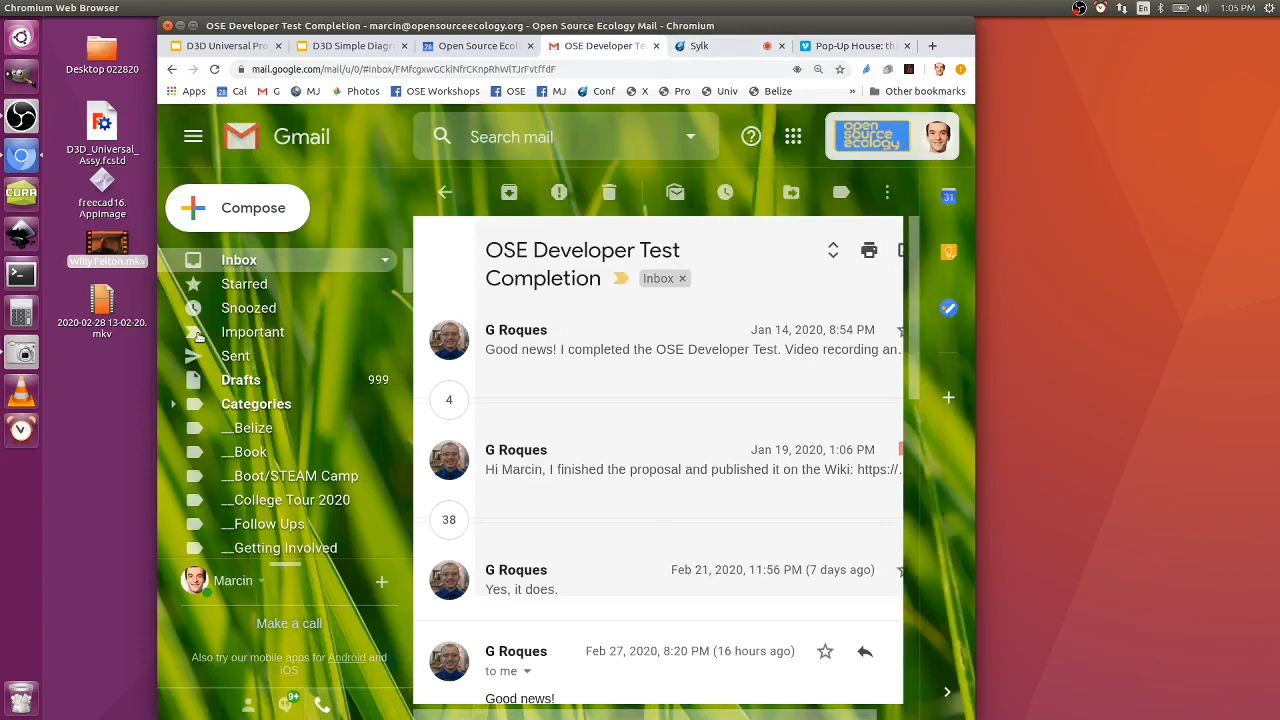 Chromium Web Browser
En
1:05 PM
OSE Developer Test Completion - marcin@opensourceecology.org - Open Source Ecology Mail - Chromium
D3D Universal Pro
D3D Simple Diagra
Open Source Ecol
OSE Developer Te
Sylk
Pop-Up House: th
mail.google.com/mail/u/0/#inbox/FMfcgxwGCklNfrCKnpRhWlTJrFvtffdF
Apps
Cal
G
MJ
Photos
OSE Workshops
OSE
MJ
Conf
X
Pro
Univ
Belize
»
Other bookmarks
Desktop 022820
D3D_Universal_
Assy.fcstd
freecad16.
AppImage
WillyFelton.mkv
2020-02-28 13-02-20.
mkv
CURA
Gmail
Search mail
open
source
ecology
Compose
31
Inbox
Starred
Snoozed
Important
Sent
Drafts 999
Categories
__Belize
__Book
__Boot/STEAM Camp
__College Tour 2020
__Follow Ups
__Getting Involved
Marcin
Make a call
Also try our mobile apps for Android and
iOS
9+
OSE Developer Test
Completion
Inbox ×
G Roques Jan 14, 2020, 8:54 PM
Good news! I completed the OSE Developer Test. Video recording an
4
G Roques Jan 19, 2020, 1:06 PM
Hi Marcin, I finished the proposal and published it on the Wiki: https://
38
G Roques Feb 21, 2020, 11:56 PM (7 days ago)
Yes, it does.
G Roques Feb 27, 2020, 8:20 PM (16 hours ago)
to me
Good news!